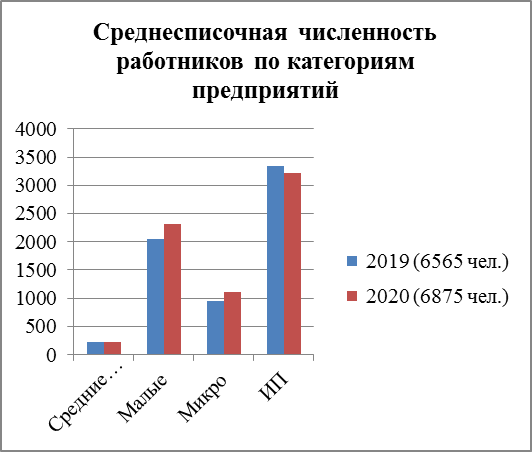 Среднесписочная численность
работников по категориям
предприятий
4000
3500
3000
2500
2000
1500
1000
500
0
Средние…
Малые
Микро
ИП
2019 (6565 чел.)
2020 (6875 чел.)